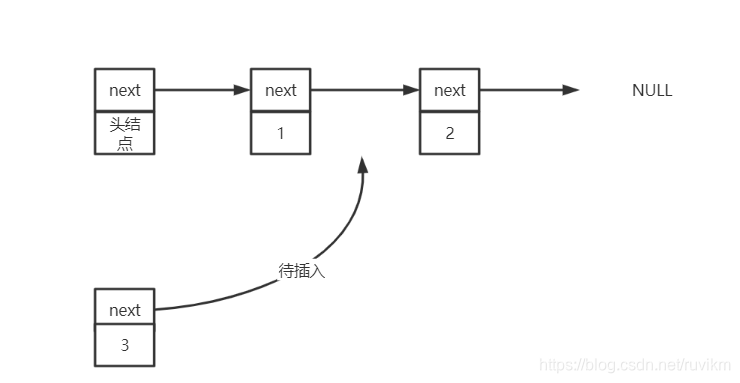 next
next
next
NULL
头结
点
1
2
待插入
next
3
https://blog.csdn.net/ruvikm